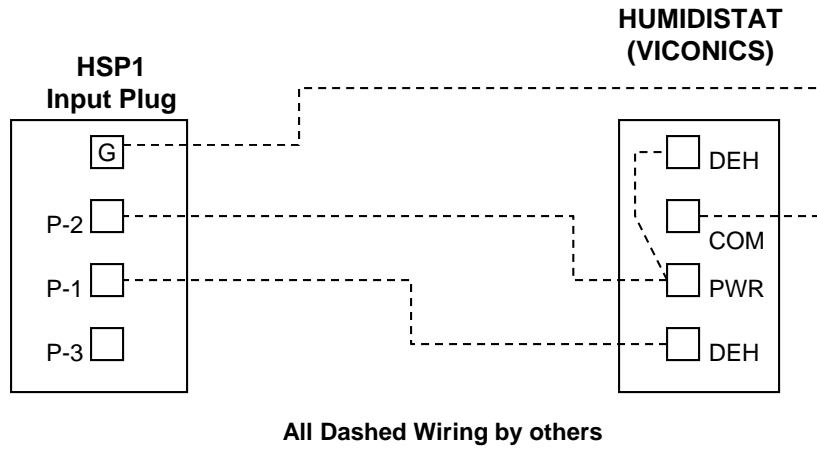 HUMIDISTAT
(VICONICS)
HSP1
Input Plug
G
P-2
P-1
P-3
DEH
COM
PWR
DEH
All Dashed Wiring by others